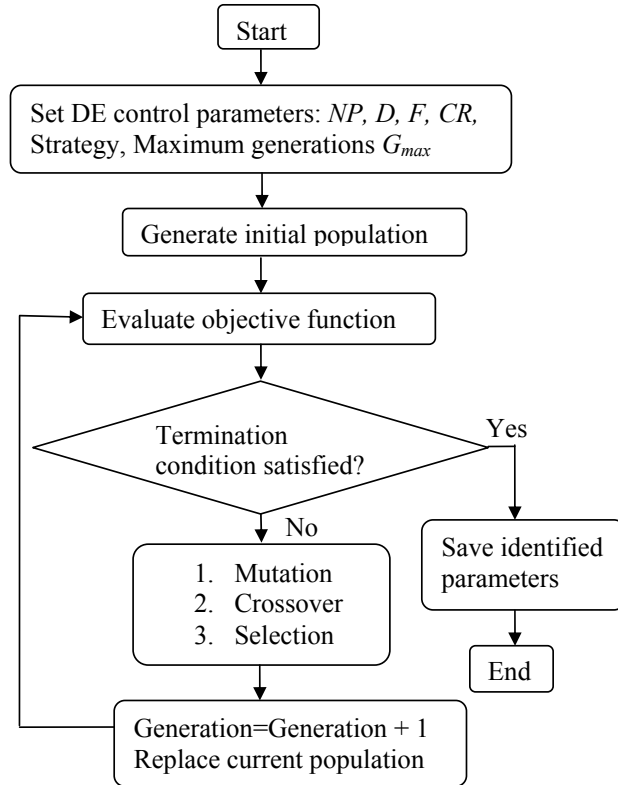 Start
Set DE control parameters: NP, D, F, CR,
Strategy, Maximum generations Gmax
Generate initial population
Evaluate objective function
Termination
condition satisfied?
Yes
No
Save identified
parameters
1. Mutation
2. Crossover
3. Selection
End
Generation=Generation + 1
Replace current population